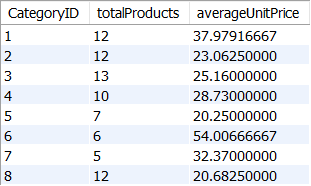 CategoryID totalProducts averageUnitPrice
1 12 37.97916667
2 12 23.06250000
3 13 25.16000000
4 10 28.73000000
5 7 20.25000000
6 6 54.00666667
7 5 32.37000000
8 12 20.68250000